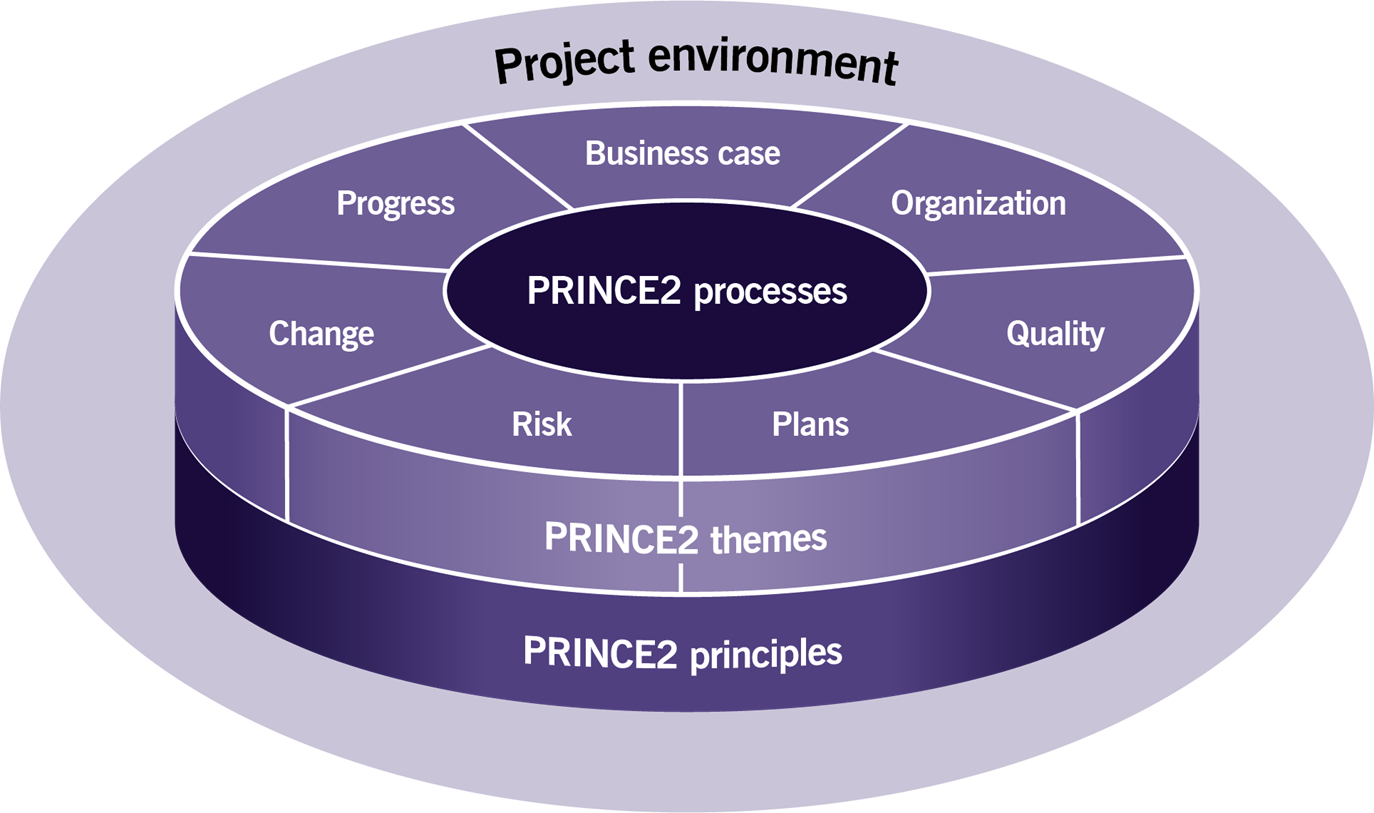 Project environment
Business case
Progress
Organization
PRINCE2 processes
Change
Quality
Risk
Plans
PRINCE2 themes
PRINCE2 principles